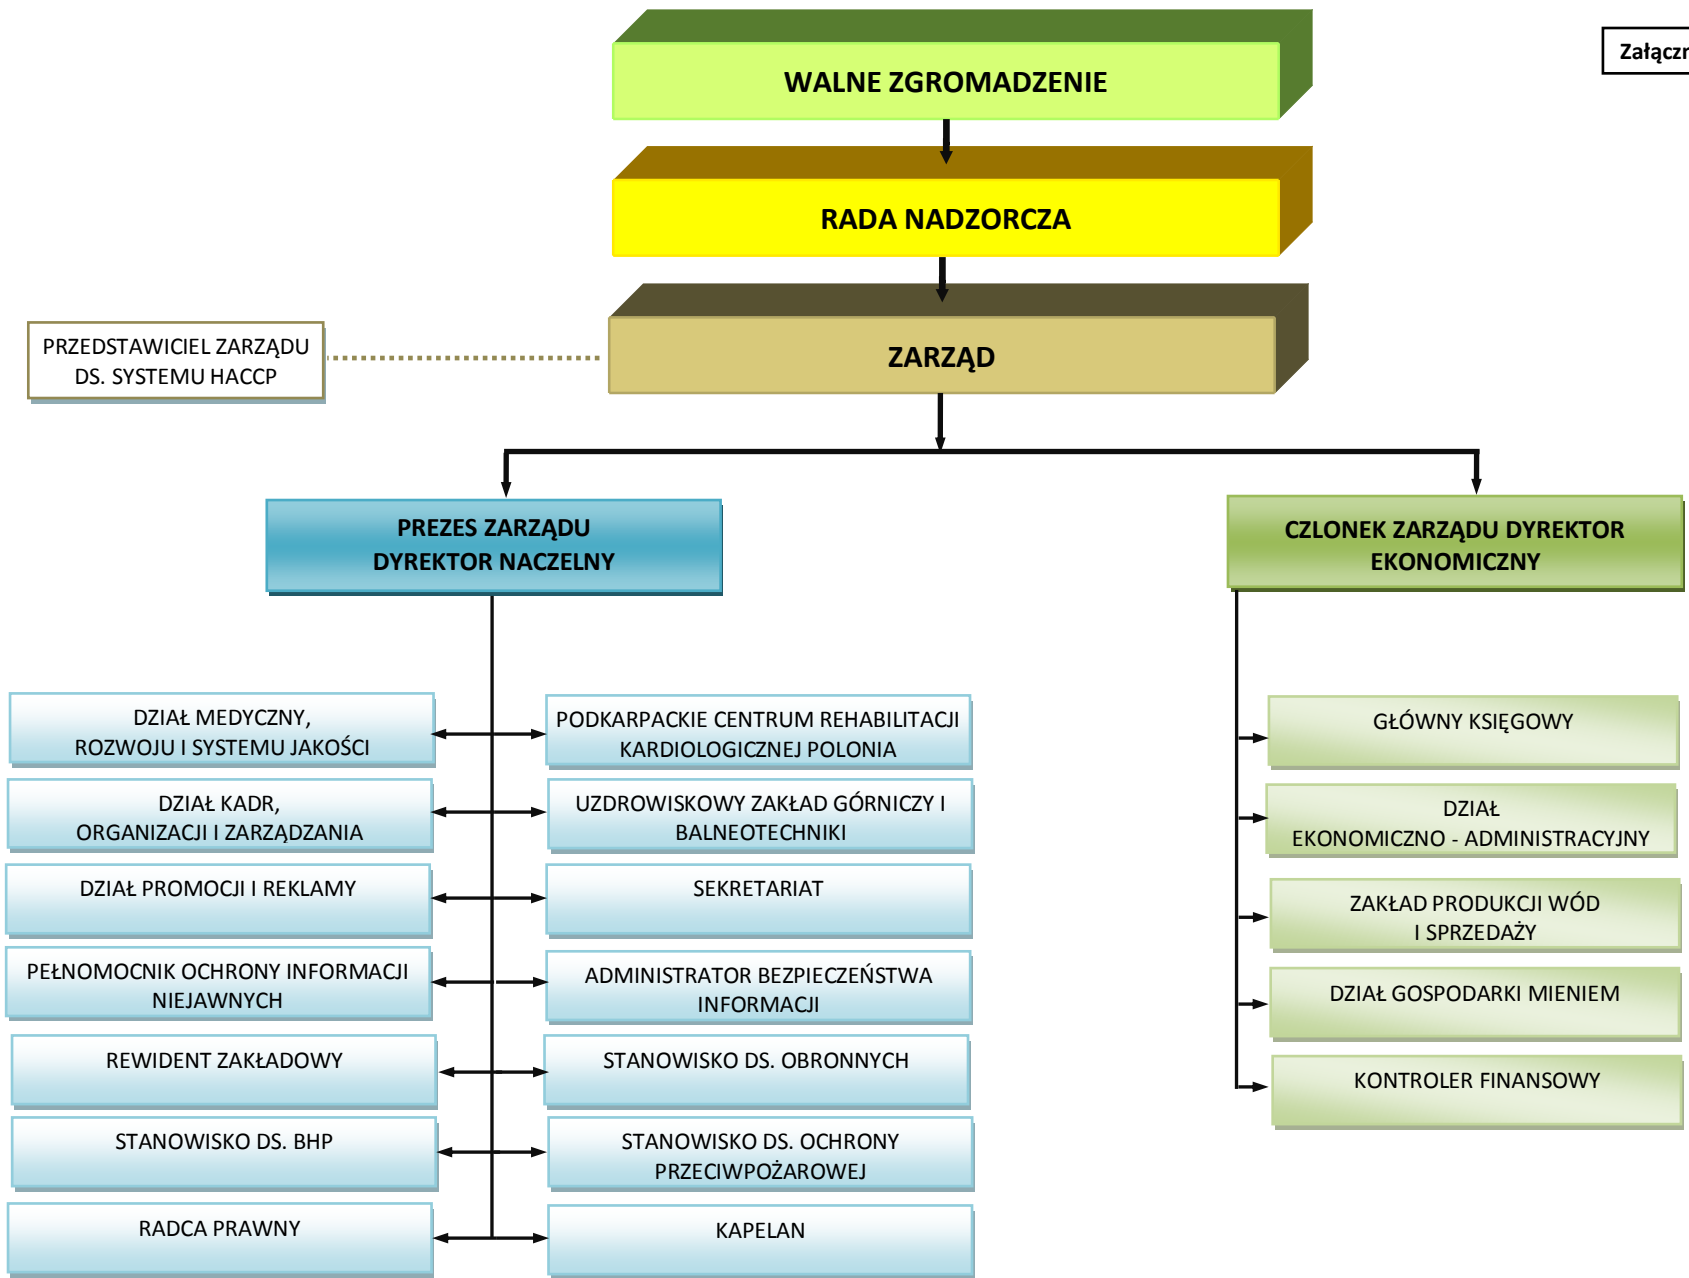 WALNE ZGROMADZENIE
Załączn
RADA NADZORCZA
PRZEDSTAWICIEL ZARZĄDU
DS. SYSTEMU HACCP
ZARZĄD
PREZES ZARZĄDU
DYREKTOR NACZELNY
CZLONEK ZARZĄDU DYREKTOR
EKONOMICZNY
DZIAŁ MEDYCZNY,
ROZWOJU I SYSTEMU JAKOŚCI
PODKARPACKIE CENTRUM REHABILITACJI
KARDIOLOGICZNEJ POLONIA
DZIAŁ KADR,
ORGANIZACJI I ZARZĄDZANIA
UZDROWISKOWY ZAKŁAD GÓRNICZY I
BALNEOTECHNIKI
DZIAŁ PROMOCJI I REKLAMY
SEKRETARIAT
PEŁNOMOCNIK OCHRONY INFORMACJI
NIEJAWNYCH
ADMINISTRATOR BEZPIECZEŃSTWA
INFORMACJI
REWIDENT ZAKŁADOWY
STANOWISKO DS. OBRONNYCH
STANOWISKO DS. BHP
STANOWISKO DS. OCHRONY
PRZECIWPOŻAROWEJ
RADCA PRAWNY
KAPELAN
GŁÓWNY KSIĘGOWY
DZIAŁ
EKONOMICZNO - ADMINISTRACYJNY
ZAKŁAD PRODUKCJI WÓD
I SPRZEDAŻY
DZIAŁ GOSPODARKI MIENIEM
KONTROLER FINANSOWY